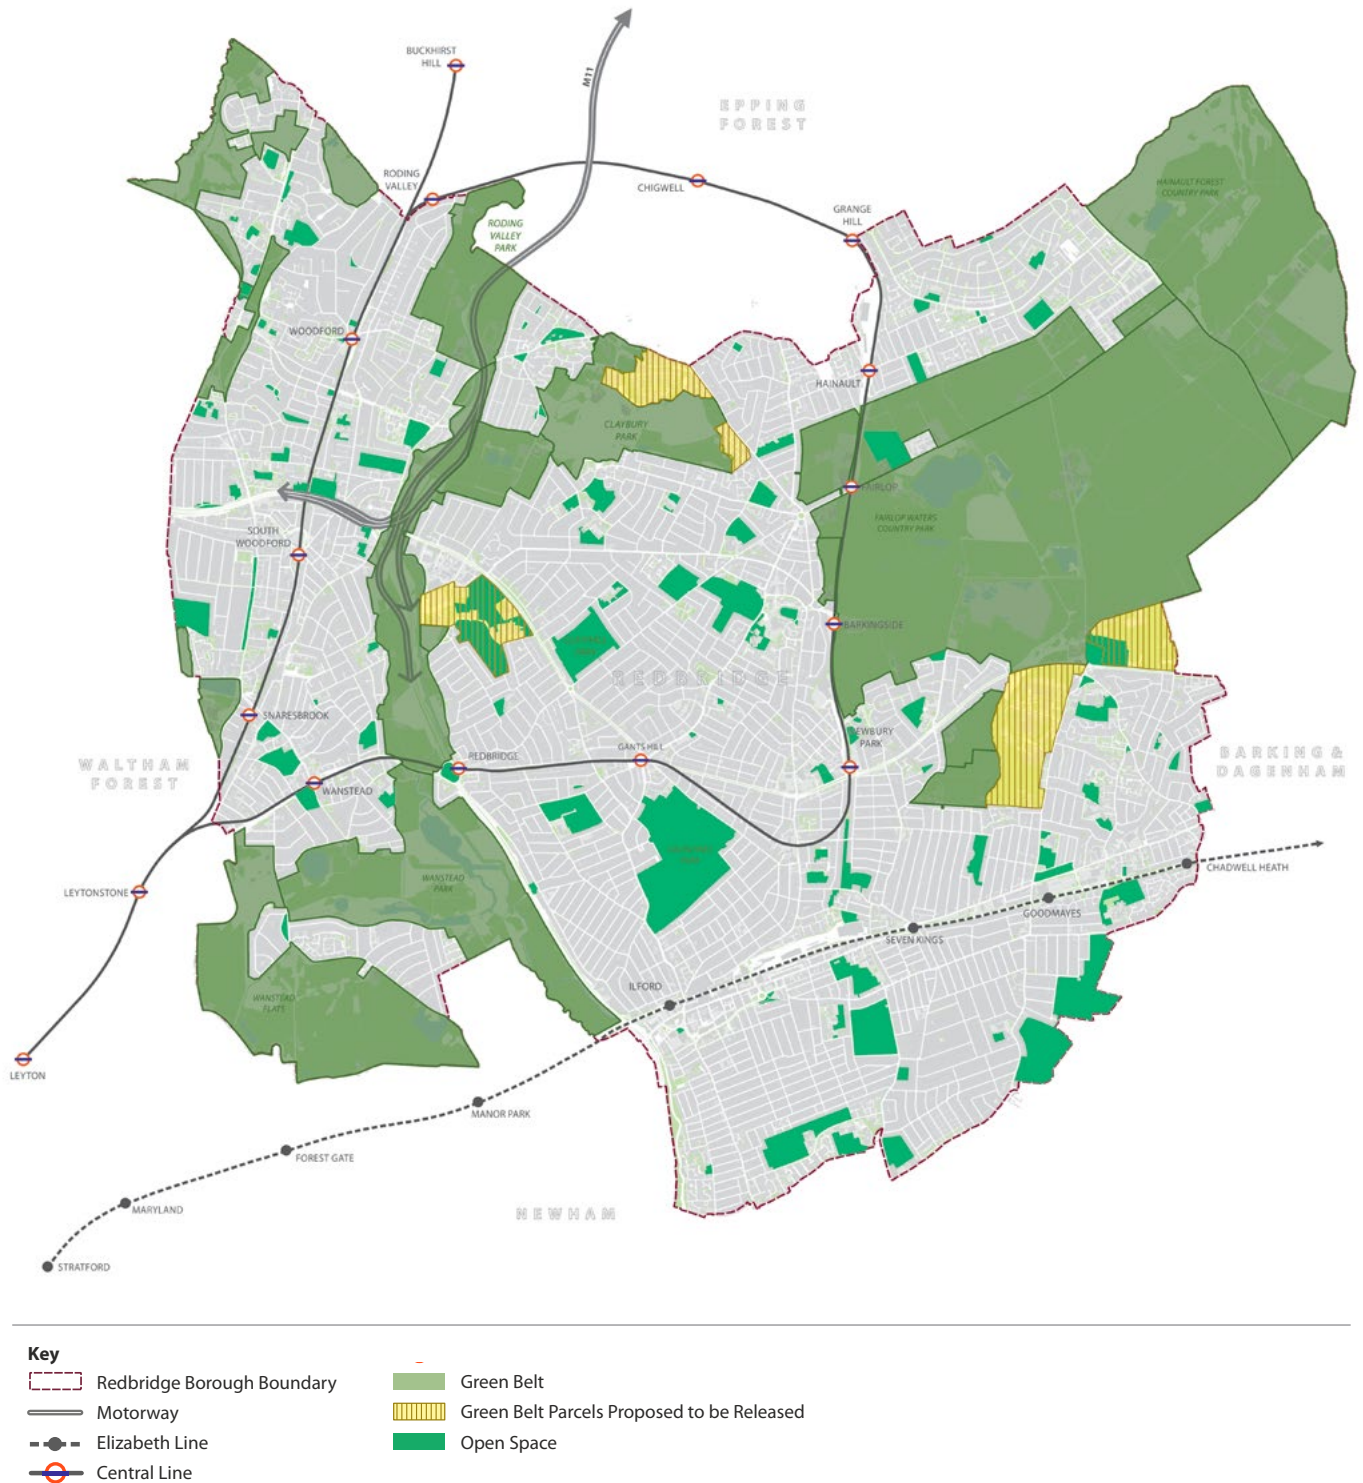 BUCKHIRST
HILL
M11
EPPING
FOREST
RODING
VALLEY
CHIGWELL
HAINAULT FOREST
COUNTRY PARK
GRANGE
HILL
RODING
VALLEY
PARK
WOODFORD
HAINAULT
CLAYBURY
PARK
FAIRLOP
SOUTH
WOODFORD
FAIRLOP WATERS
COUNTRY PARK
BARKINGSIDE
REDBRIDGE
SNARESBROOK
NEWBURY
PARK
REDBRIDGE
GANTS HILL
WALTHAM
FOREST
BARKING &
DAGENHAM
WANSTEAD
CHADWELL HEATH
WANSTEAD
PARK
LEYTONSTONE
GOODMAYES
SEVEN KINGS
ILFORD
WANSTEAD
FLATS
LEYTON
MANOR PARK
FOREST GATE
MARYLAND
NEWHAM
STRATFORD
Key
Redbridge Borough Boundary
Motorway
Elizabeth Line
Central Line
Green Belt
Green Belt Parcels Proposed to be Released
Open Space